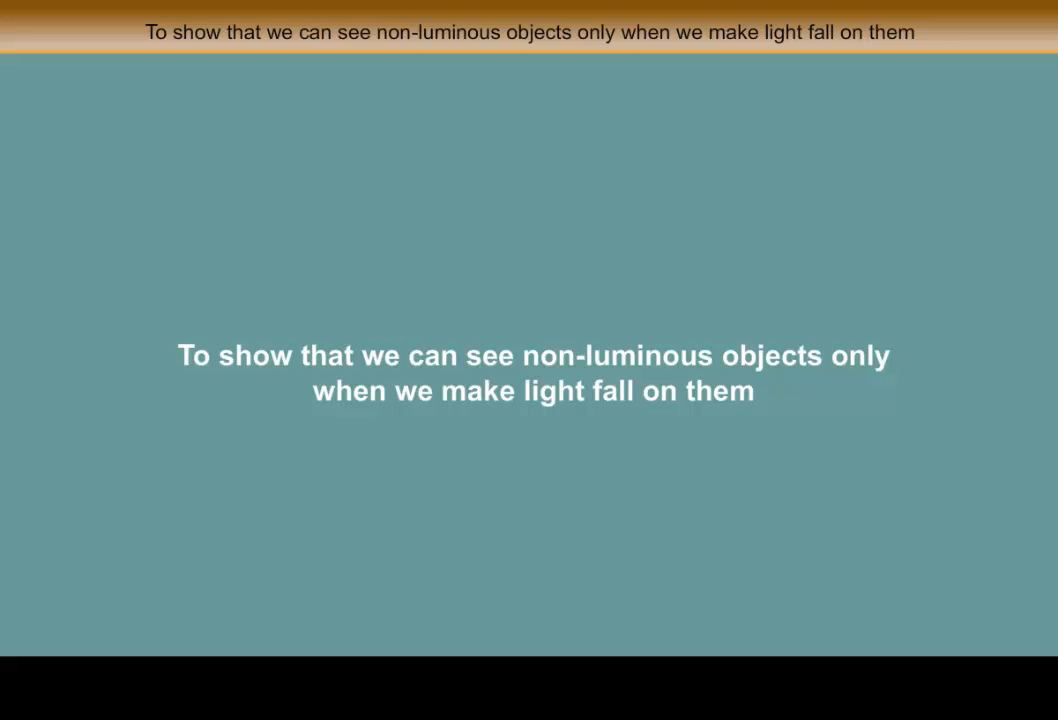 To show that we can see non-luminous objects only when we make light fall on them
To show that we can see non-luminous objects only
when we make light fall on them